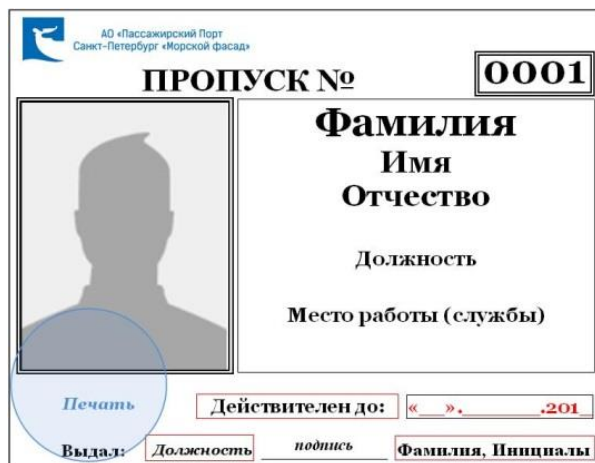 АО «Пассажирский Порт
Санкт-Петербург «Морской фасад»
ПРОПУСК № 0001
Фамилия
Имя
Отчество
Должность
Место работы (службы)
Печать
Действителен до: «__».________.201_
Выдал: Должность подпись Фамилия, Инициалы